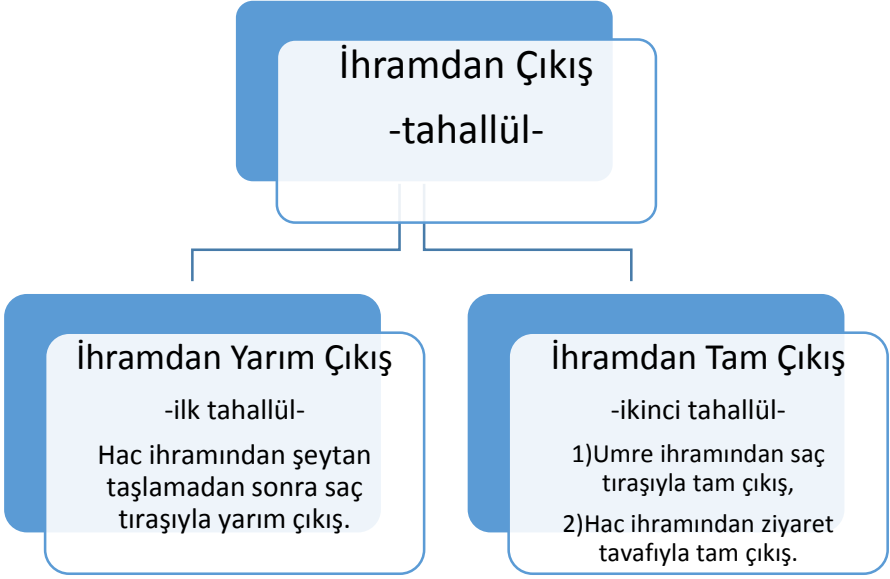 İhramdan Çıkış
-tahallül-
İhramdan Yarım Çıkış
-ilk tahallül-
Hac ihramından şeytan
taşlamadan sonra saç
tıraşıyla yarım çıkış.
İhramdan Tam Çıkış
-ikinci tahallül-
1)Umre ihramından saç
tıraşıyla tam çıkış,
2)Hac ihramından ziyaret
tavafıyla tam çıkış.